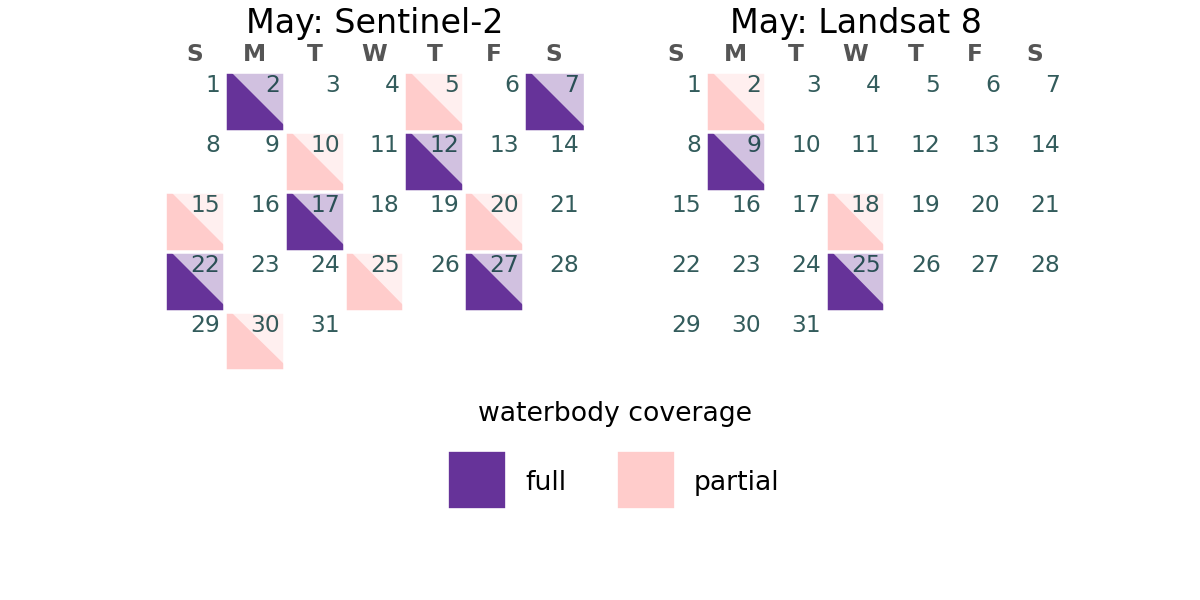 May: Sentinel-2
S M T W T F S
1 2 3 4 5 6 7
8 9 10 11 12 13 14
15 16 17 18 19 20 21
22 23 24 25 26 27 28
29 30 31
May: Landsat 8
S M T W T F S
1 2 3 4 5 6 7
8 9 10 11 12 13 14
15 16 17 18 19 20 21
22 23 24 25 26 27 28
29 30 31
waterbody coverage
full
partial